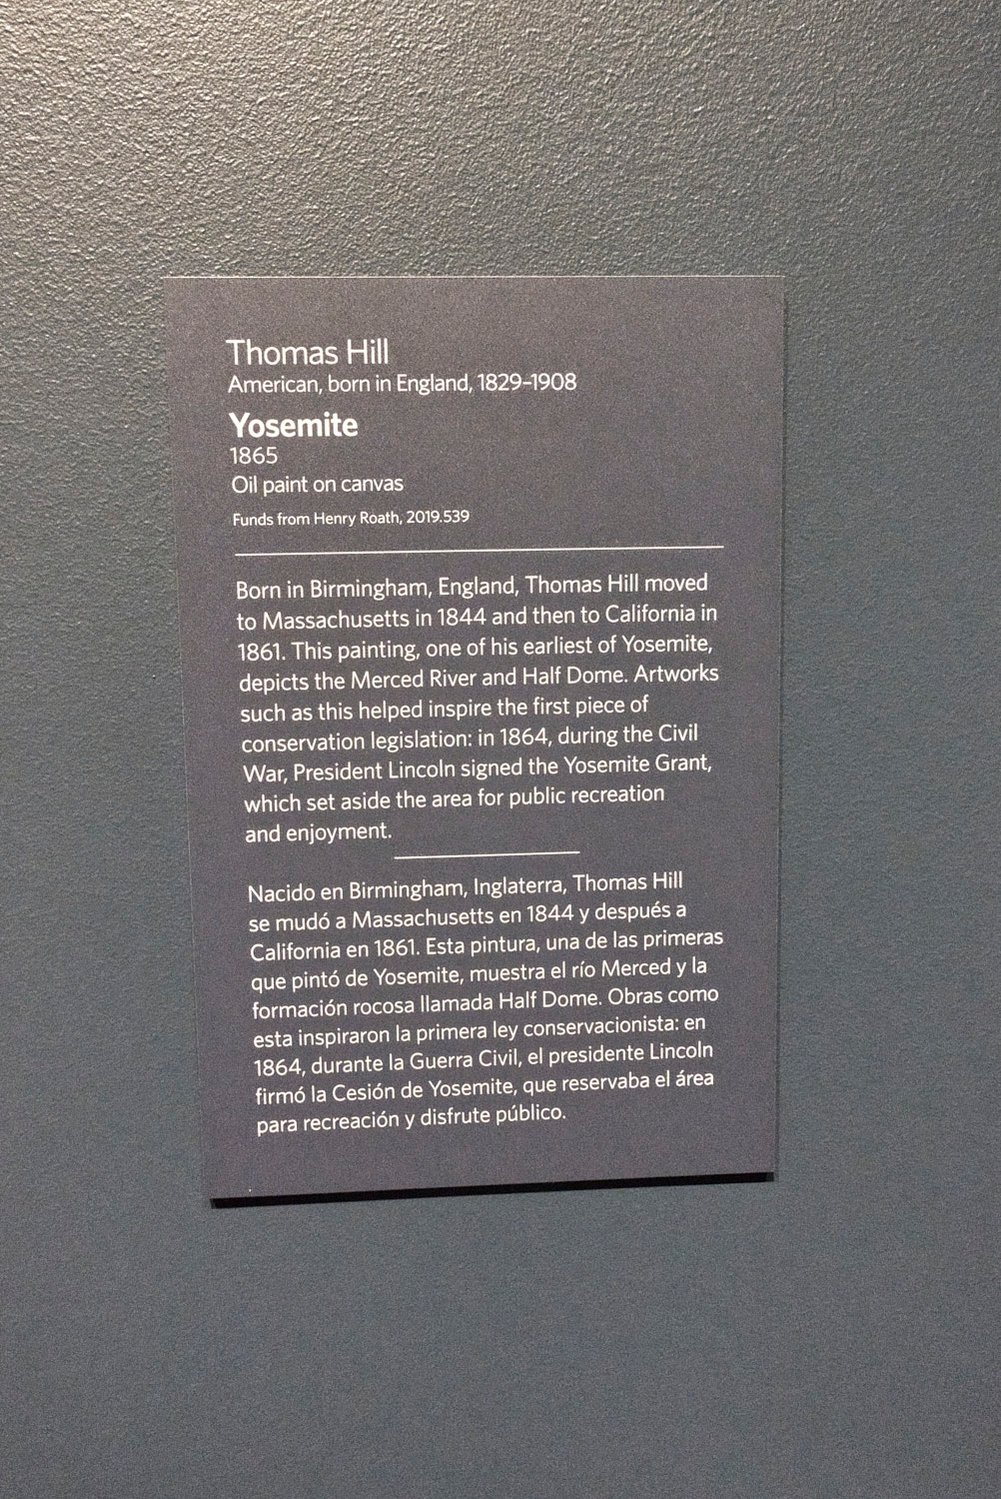 Thomas Hill
American, born in England, 1829–1908
Yosemite
1865
Oil paint on canvas
Funds from Henry Roath, 2019.539
Born in Birmingham, England, Thomas Hill moved
to Massachusetts in 1844 and then to California in
1861. This painting, one of his earliest of Yosemite,
depicts the Merced River and Half Dome. Artworks
such as this helped inspire the first piece of
conservation legislation: in 1864, during the Civil
War, President Lincoln signed the Yosemite Grant,
which set aside the area for public recreation
and enjoyment.
Nacido en Birmingham, Inglaterra, Thomas Hill
se mudó a Massachusetts en 1844 y después a
California en 1861. Esta pintura, una de las primeras
que pintó de Yosemite, muestra el río Merced y la
formación rocosa llamada Half Dome. Obras como
esta inspiraron la primera ley conservacionista: en
1864, durante la Guerra Civil, el presidente Lincoln
firmó la Cesión de Yosemite, que reservaba el área
para recreación y disfrute público.